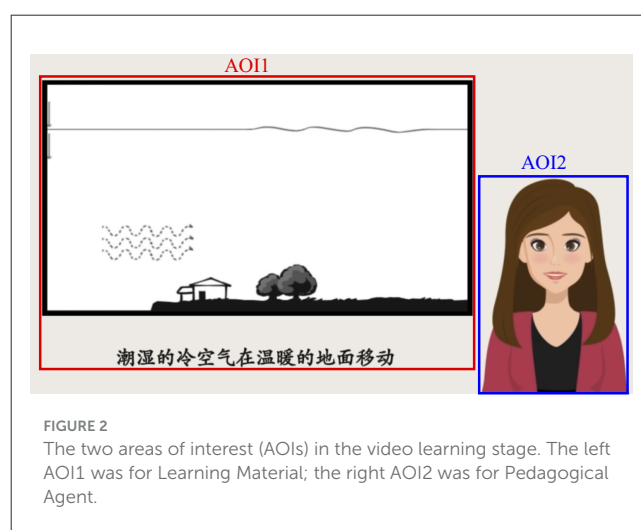 AOI1
AOI2
潮湿的冷空气在温暖的地面移动
FIGURE 2
The two areas of interest (AOIs) in the video learning stage. The left
AOI1 was for Learning Material; the right AOI2 was for Pedagogical
Agent.